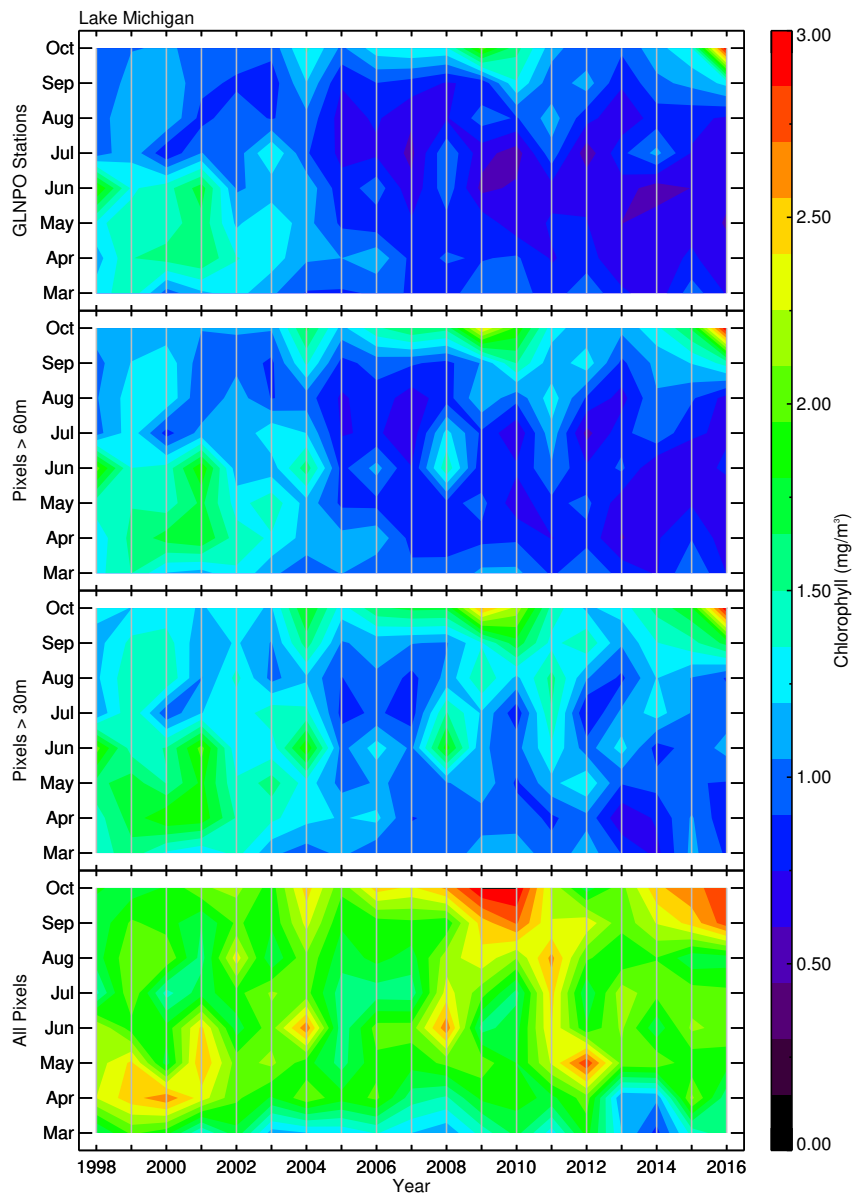 Lake Michigan
GLNPO Stations
Oct
Sep
Aug
Jul
Jun
May
Apr
Mar
Pixels > 60m
Oct
Sep
Aug
Jul
Jun
May
Apr
Mar
Pixels > 30m
Oct
Sep
Aug
Jul
Jun
May
Apr
Mar
All Pixels
Oct
Sep
Aug
Jul
Jun
May
Apr
Mar
1998 2000 2002 2004 2006 2008 2010 2012 2014 2016
Year
3.00
2.50
2.00
1.50
1.00
0.50
0.00
Chlorophyll (mg/m³)